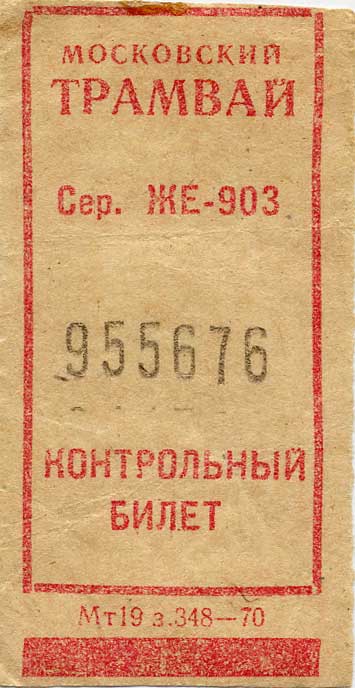 МОСКОВСКИЙ
ТРАМВАЙ
Сер. ЖЕ-903
955676
КОНТРОЛЬНЫЙ
БИЛЕТ
Мт19 з.348—70